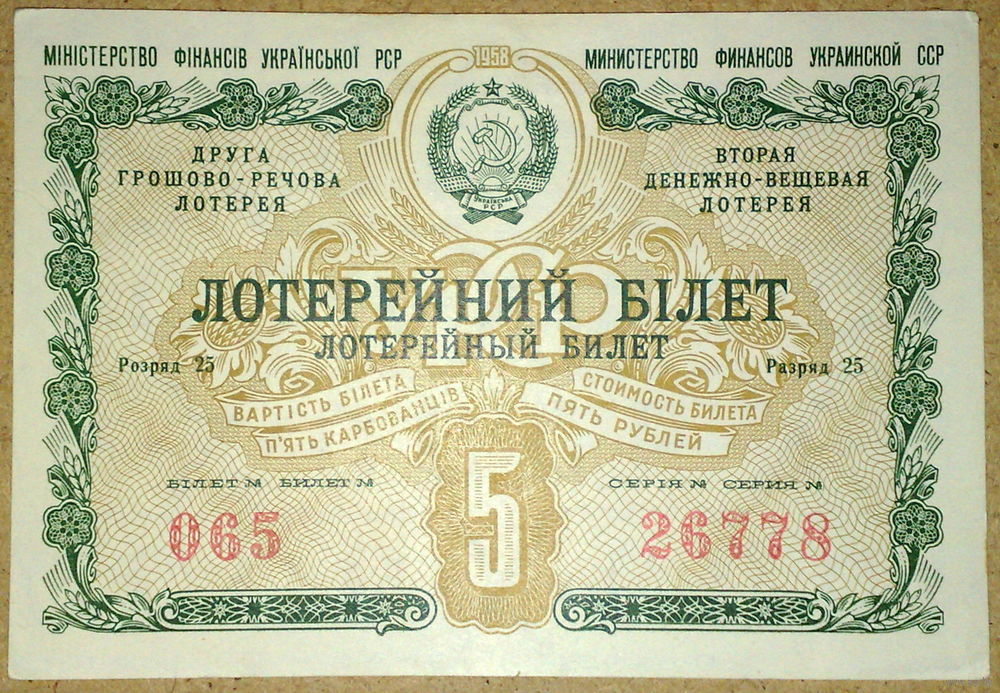 МІНІСТЕРСТВО ФІНАНСІВ УКРАЇНСЬКОЇ РСР
1958
МИНИСТЕРСТВО ФИНАНСОВ УКРАИНСКОЙ ССР
ДРУГА
ГРОШОВО-РЕЧОВА
ЛОТЕРЕЯ
ВТОРАЯ
ДЕНЕЖНО-ВЕЩЕВАЯ
ЛОТЕРЕЯ
УКРАЇНСЬКА
РСР
УРСР
ЛОТЕРЕЙНИЙ БІЛЕТ
ЛОТЕРЕЙНЫЙ БИЛЕТ
Розряд 25
Разряд 25
ВАРТІСТЬ БІЛЕТА
П'ЯТЬ КАРБОВАНЦІВ
СТОИМОСТЬ БИЛЕТА
ПЯТЬ РУБЛЕЙ
5
БІЛЕТ № БИЛЕТ №
065
СЕРІЯ № СЕРИЯ №
26778